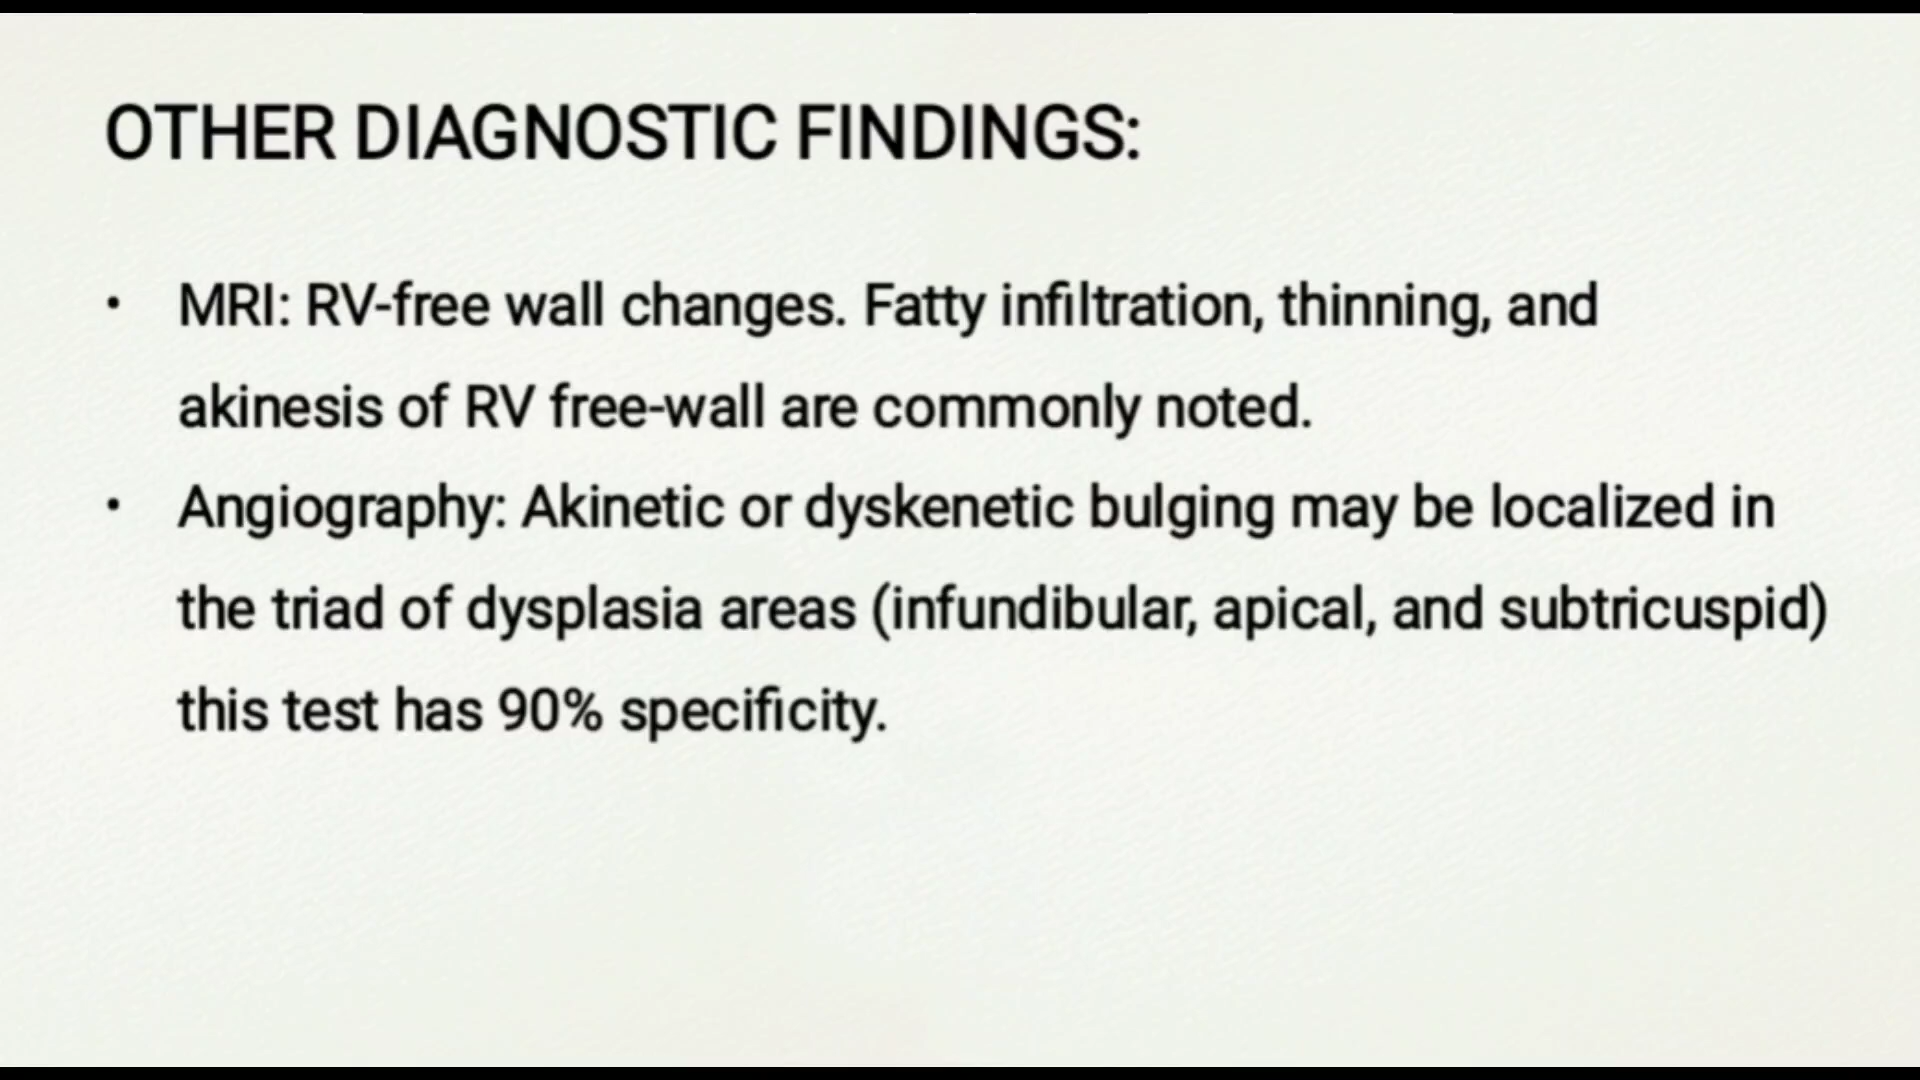 OTHER DIAGNOSTIC FINDINGS:
• MRI: RV-free wall changes. Fatty infiltration, thinning, and
akinesis of RV free-wall are commonly noted.
• Angiography: Akinetic or dyskenetic bulging may be localized in
the triad of dysplasia areas (infundibular, apical, and subtricuspid)
this test has 90% specificity.